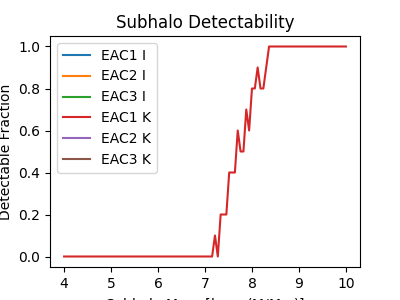 Subhalo Detectability
1.0
0.8
0.6
0.4
0.2
0.0
Detectable Fraction
EAC1 I
EAC2 I
EAC3 I
EAC1 K
EAC2 K
EAC3 K
4 5 6 7 8 9 10